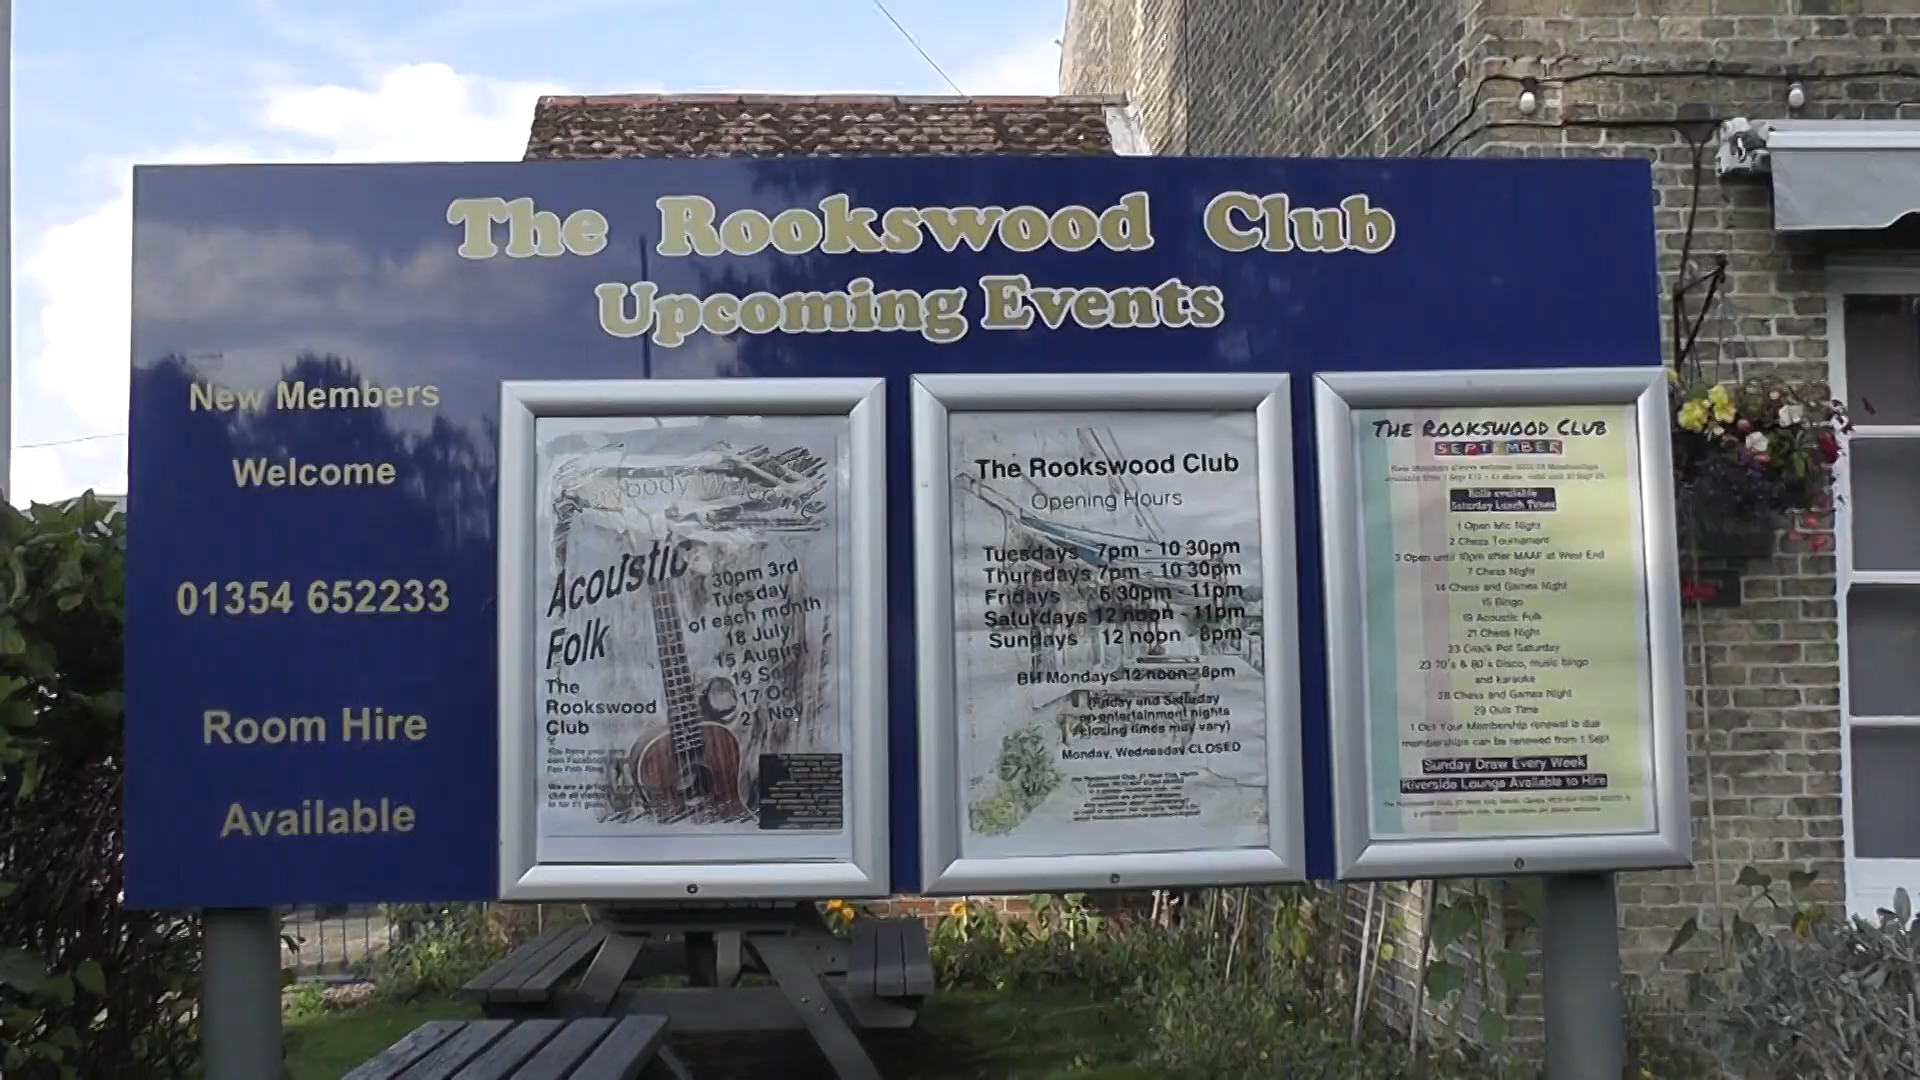 The Rookswood Club
Upcoming Events
New Members
Welcome
01354 652233
Room Hire
Available
Acoustic
Folk
7 30pm 3rd
Tuesday
of each month
18 July
15 August
19 Se
17 Oc
21 Nov
The
Rookswood
Club
The Rookswood Club
Opening Hours
Tuesdays 7pm - 10 30pm
Thursdays 7pm - 10 30pm
Fridays 6 30pm - 11pm
Saturdays 12 noon - 11pm
Sundays 12 noon - 8pm
BH Mondays 12 noon - 8pm
(Friday and Saturday
on entertainment nights
closing times may vary)
Monday, Wednesday CLOSED
THE ROOKSWOOD CLUB
SEPTEMBER
Rolls available
Saturday Lunch Times
1 Open Mic Night
2 Chess Tournament
3 Open until 10pm after MAAF at West End
7 Chess Night
14 Chess and Games Night
15 Bingo
19 Acoustic Folk
21 Chess Night
23 Crock Pot Saturday
23 70's & 80's Disco, music bingo
and karaoke
28 Chess and Games Night
29 Quiz Time
1 Oct Your Membership renewal is due
memberships can be renewed from 1 Sept
Sunday Draw Every Week
Riverside Lounge Available to Hire